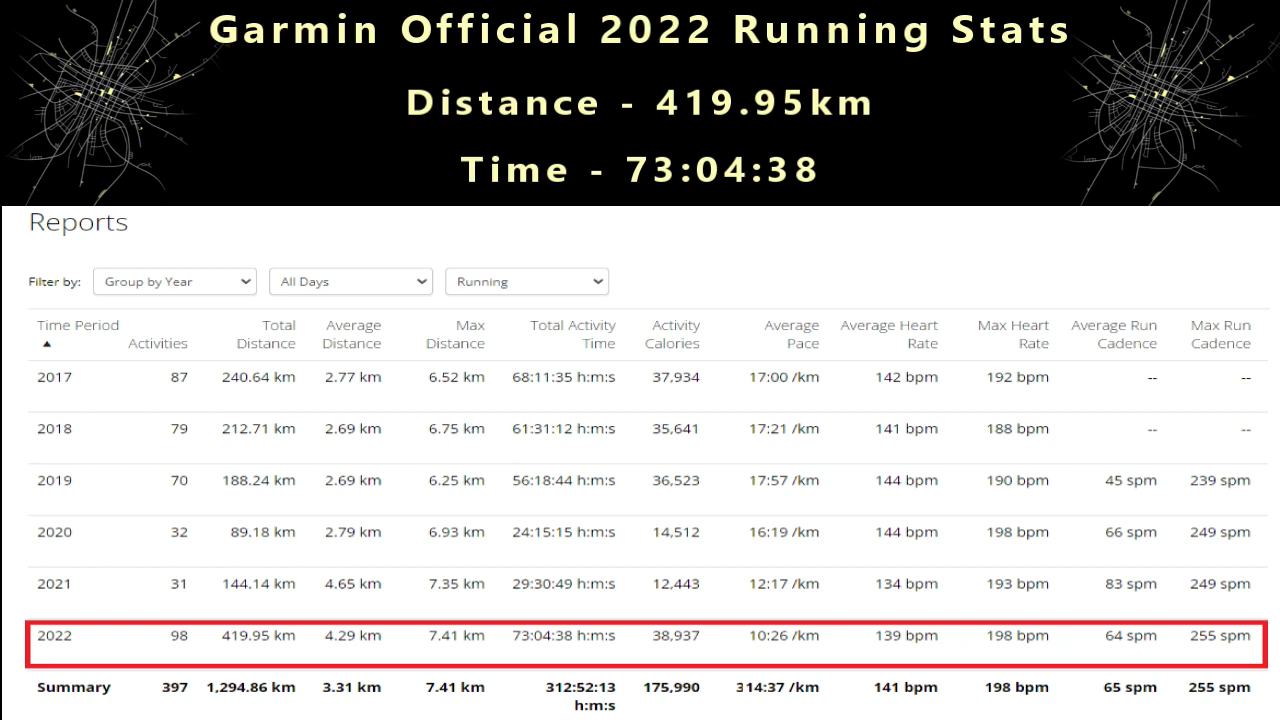 Garmin Official 2022 Running Stats
Distance - 419.95km
Time - 73:04:38
Reports
Filter by: Group by Year All Days Running
Time Period Activities Total Distance Average Distance Max Distance Total Activity Time Activity Calories Average Pace Average Heart Rate Max Heart Rate Average Run Cadence Max Run Cadence
2017 87 240.64 km 2.77 km 6.52 km 68:11:35 h:m:s 37,934 17:00 /km 142 bpm 192 bpm -- --
2018 79 212.71 km 2.69 km 6.75 km 61:31:12 h:m:s 35,641 17:21 /km 141 bpm 188 bpm -- --
2019 70 188.24 km 2.69 km 6.25 km 56:18:44 h:m:s 36,523 17:57 /km 144 bpm 190 bpm 45 spm 239 spm
2020 32 89.18 km 2.79 km 6.93 km 24:15:15 h:m:s 14,512 16:19 /km 144 bpm 198 bpm 66 spm 249 spm
2021 31 144.14 km 4.65 km 7.35 km 29:30:49 h:m:s 12,443 12:17 /km 134 bpm 193 bpm 83 spm 249 spm
2022 98 419.95 km 4.29 km 7.41 km 73:04:38 h:m:s 38,937 10:26 /km 139 bpm 198 bpm 64 spm 255 spm
Summary 397 1,294.86 km 3.31 km 7.41 km 312:52:13 h:m:s 175,990 314:37 /km 141 bpm 198 bpm 65 spm 255 spm